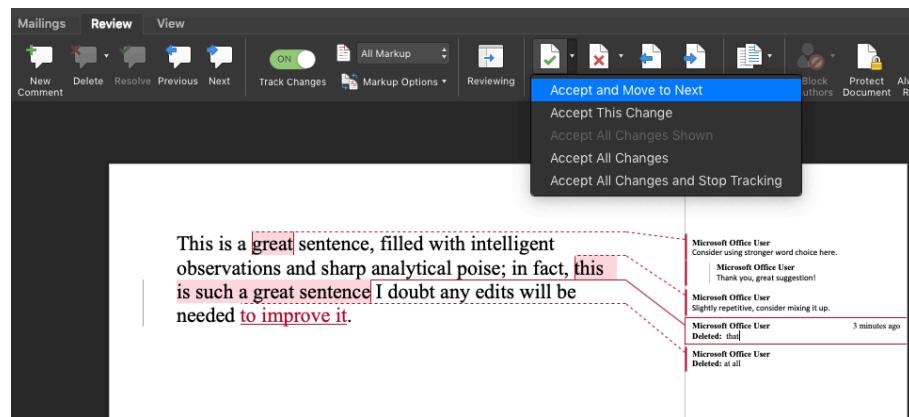 Mailings Review View
ON All Markup
New Comment Delete Resolve Previous Next Track Changes Markup Options Reviewing Block Authors Protect Document
Accept and Move to Next
Accept This Change
Accept All Changes Shown
Accept All Changes
Accept All Changes and Stop Tracking
This is a great sentence, filled with intelligent
observations and sharp analytical poise; in fact, this
is such a great sentence I doubt any edits will be
needed to improve it.
Microsoft Office User
Consider using stronger word choice here.
Microsoft Office User
Thank you, great suggestion!
Microsoft Office User
Slightly repetitive, consider mixing it up.
Microsoft Office User 3 minutes ago
Deleted: that
Microsoft Office User
Deleted: at all